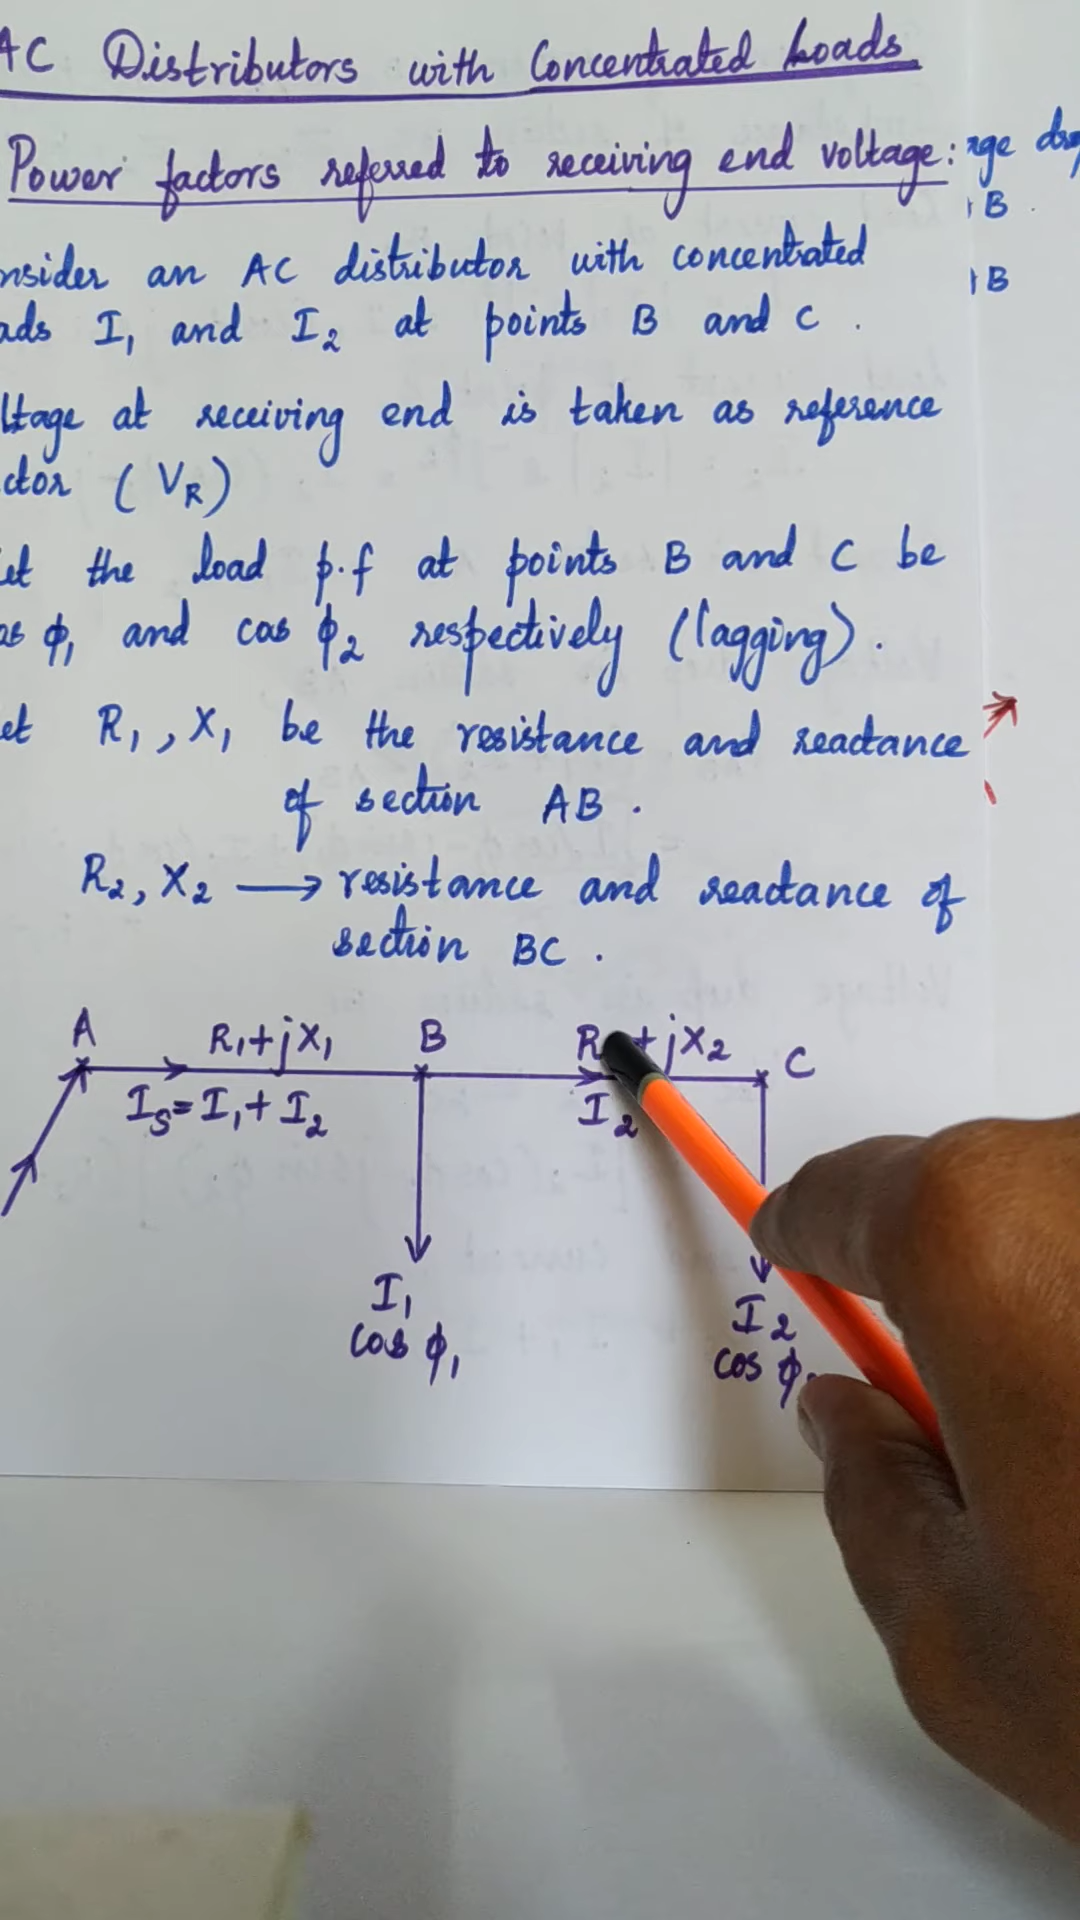 AC Distributors with Concentrated Loads
Power factors referred to receiving end voltage:
nsider an AC distributor with concentrated
ads I₁ and I₂ at points B and C.
ltage at receiving end is taken as reference
ctor (V_R)
et the load p.f at points B and C be
os φ₁ and cos φ₂ respectively (lagging).
et R₁, X₁ be the resistance and reactance
of section AB.
R₂, X₂ → resistance and reactance of
section BC.
A R₁+jX₁ B R +jX₂ C
I_S=I₁+I₂ I₂
I₁ I₂
cos φ₁ cos φ
B
B